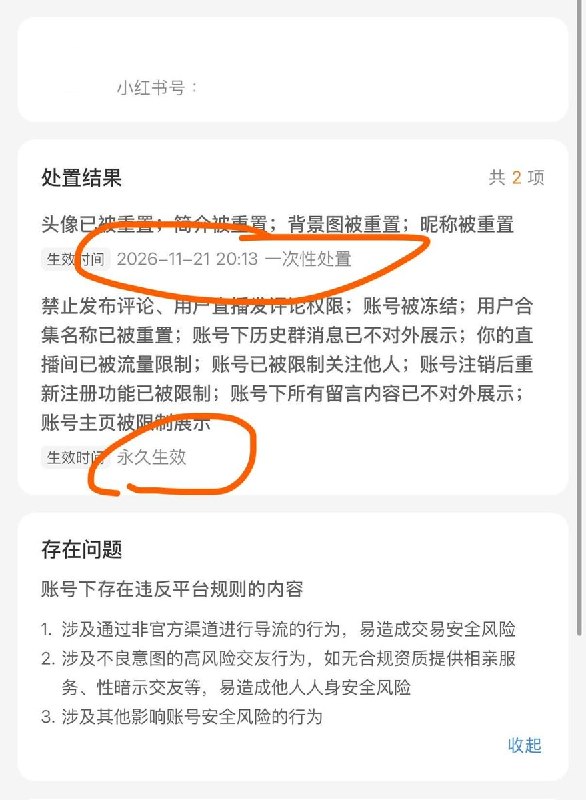 小红书号：
处置结果
共 2 项
头像已被重置；简介被重置；背景图被重置；昵称被重置
生效时间 2026-11-21 20:13 一次性处置
禁止发布评论、用户直播发评论权限；账号被冻结；用户合
集名称已被重置；账号下历史群消息已不对外展示；你的直
播间已被流量限制；账号已被限制关注他人；账号注销后重
新注册功能已被限制；账号下所有留言内容已不对外展示；
账号主页被限制展示
生效时间 永久生效
存在问题
账号下存在违反平台规则的内容
1. 涉及通过非官方渠道进行导流的行为，易造成交易安全风险
2. 涉及不良意图的高风险交友行为，如无合规资质提供相亲服
务、性暗示交友等，易造成他人人身安全风险
3. 涉及其他影响账号安全风险的行为
收起